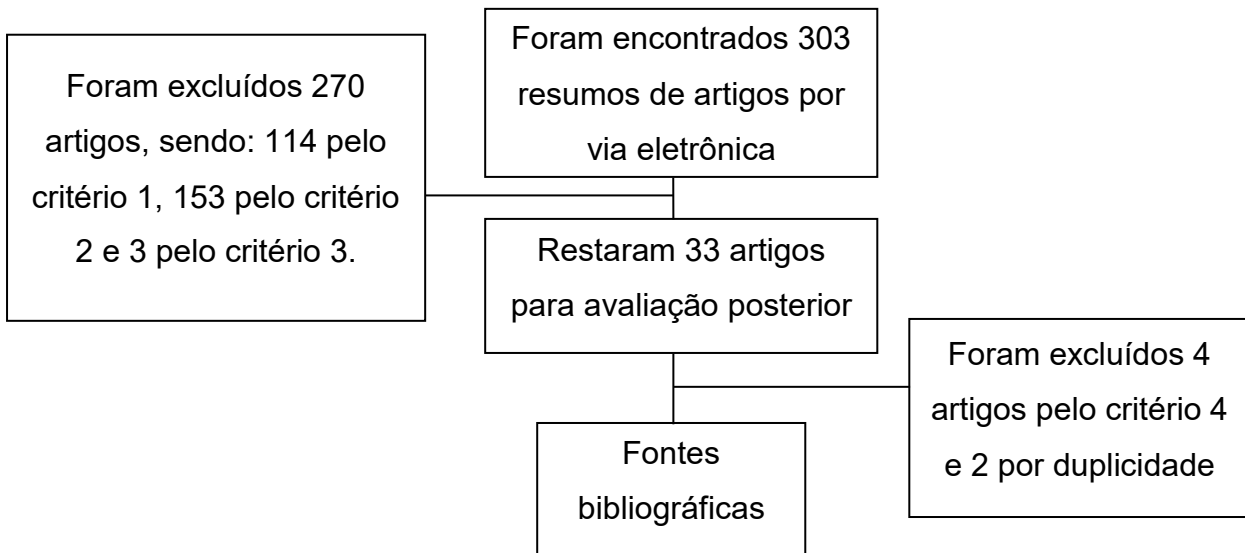 Foram encontrados 303
resumos de artigos por
via eletrônica
Foram excluídos 270
artigos, sendo: 114 pelo
critério 1, 153 pelo critério
2 e 3 pelo critério 3.
Restaram 33 artigos
para avaliação posterior
Foram excluídos 4
artigos pelo critério 4
e 2 por duplicidade
Fontes
bibliográficas